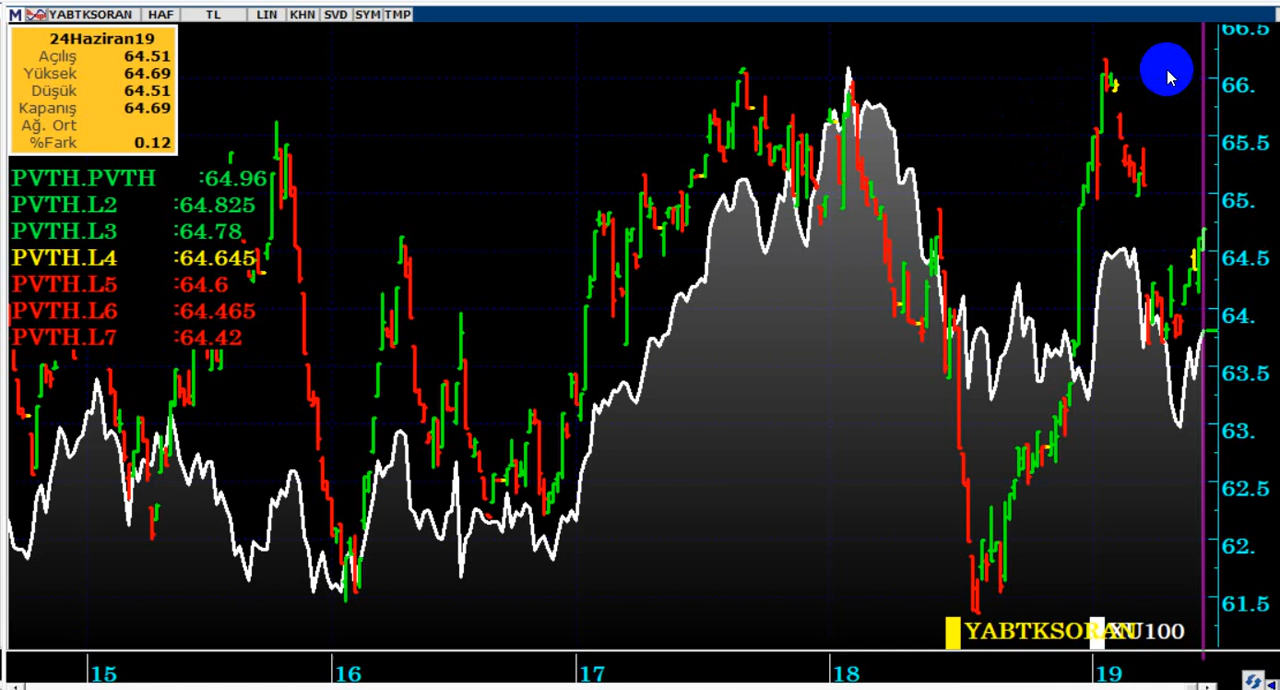 M YABTKSORAN HAF TL LIN KHN SVD SYM TMP
24Haziran19
Açılış 64.51
Yüksek 64.69
Düşük 64.51
Kapanış 64.69
Ağ. Ort
%Fark 0.12
PVTH.PVTH :64.96
PVTH.L2 :64.825
PVTH.L3 :64.78
PVTH.L4 :64.645
PVTH.L5 :64.6
PVTH.L6 :64.465
PVTH.L7 :64.42
66.5
66.
65.5
65.
64.5
64.
63.5
63.
62.5
62.
61.5
YABTKSORAN XU100
15 16 17 18 19